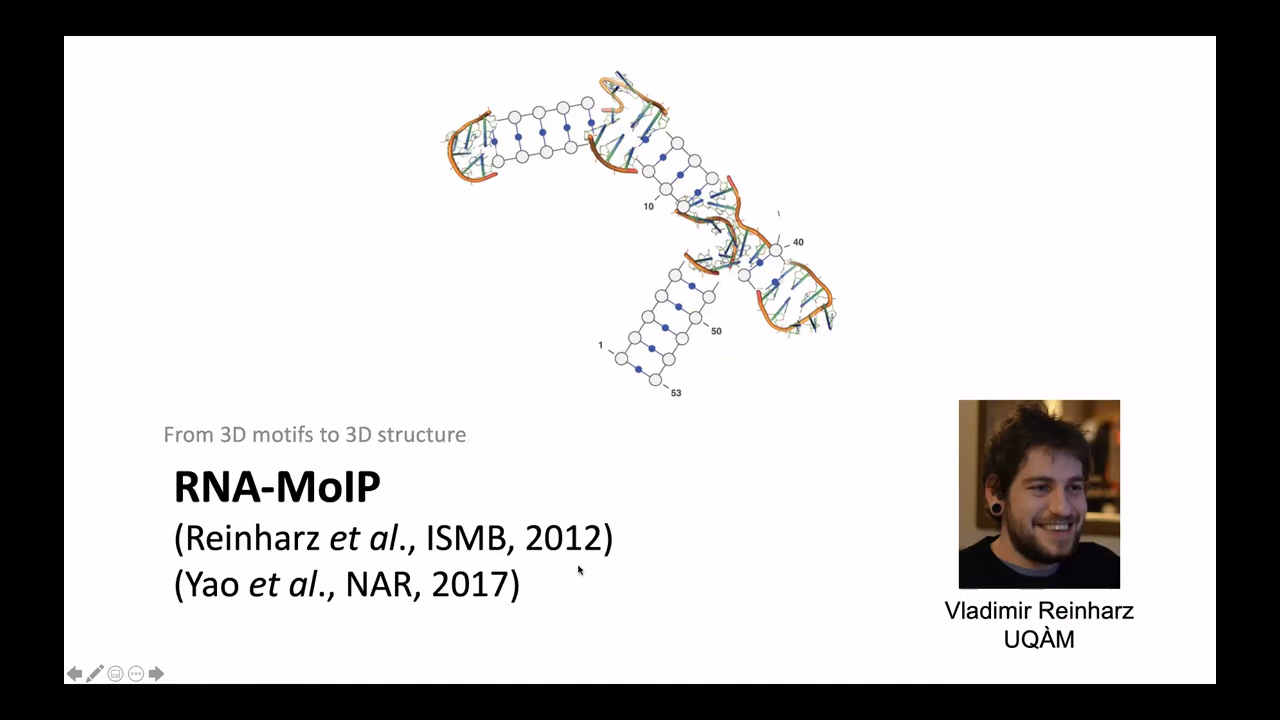 10
40
50
1
53
From 3D motifs to 3D structure
RNA-MoIP
(Reinharz et al., ISMB, 2012)
(Yao et al., NAR, 2017)
Vladimir Reinharz
UQÀM